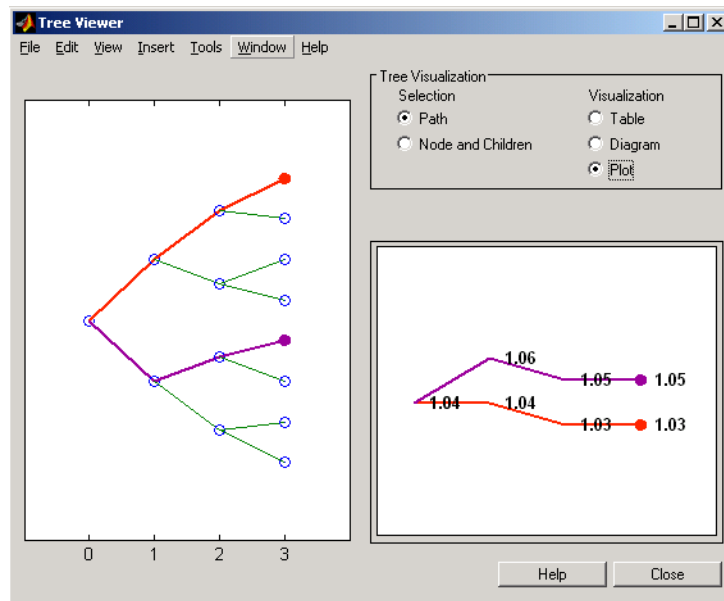 Tree Viewer
File Edit View Insert Tools Window Help
Tree Visualization
Selection Visualization
Path Table
Node and Children Diagram
Plot
1.06
1.05 1.05
1.04 1.04
1.03 1.03
0 1 2 3
Help Close